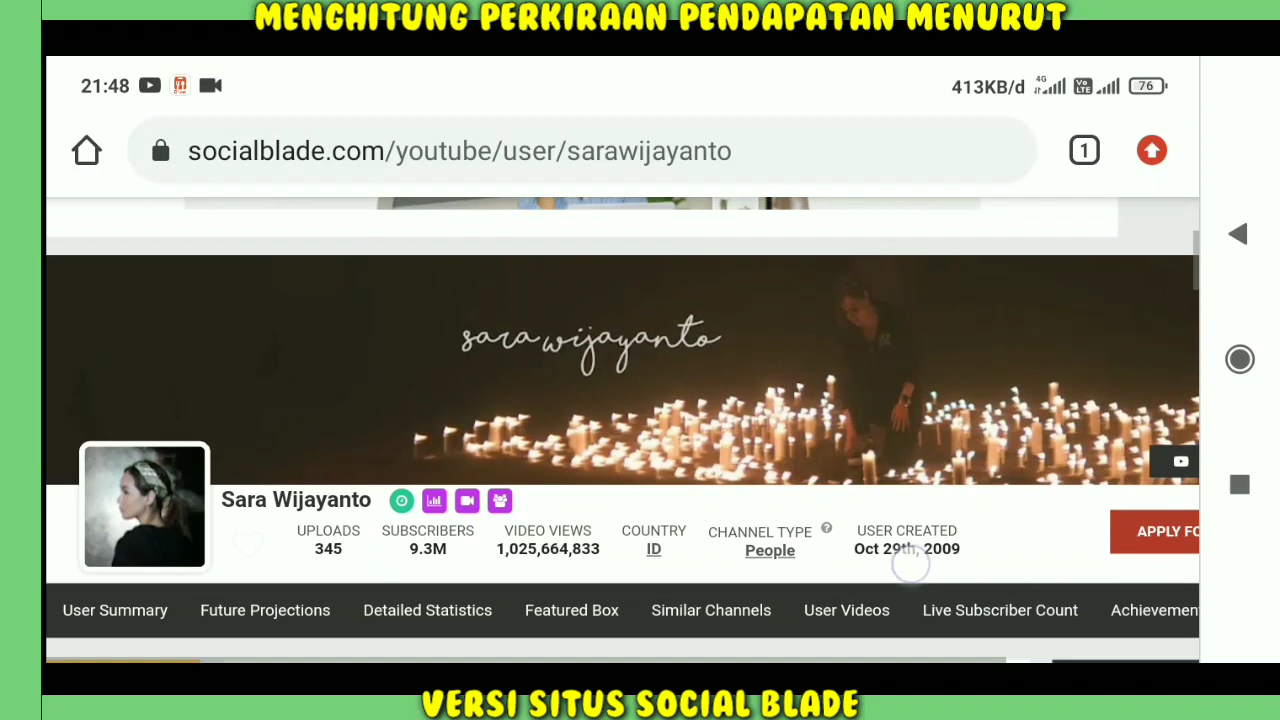 MENGHITUNG PERKIRAAN PENDAPATAN MENURUT
21:48 413KB/d 4G Vo LTE 76
socialblade.com/youtube/user/sarawijayanto 1
sara wijayanto
Sara Wijayanto
UPLOADS SUBSCRIBERS VIDEO VIEWS COUNTRY CHANNEL TYPE ? USER CREATED
345 9.3M 1,025,664,833 ID People Oct 29th, 2009
APPLY FO
User Summary Future Projections Detailed Statistics Featured Box Similar Channels User Videos Live Subscriber Count Achievemen
VERSI SITUS SOCIAL BLADE